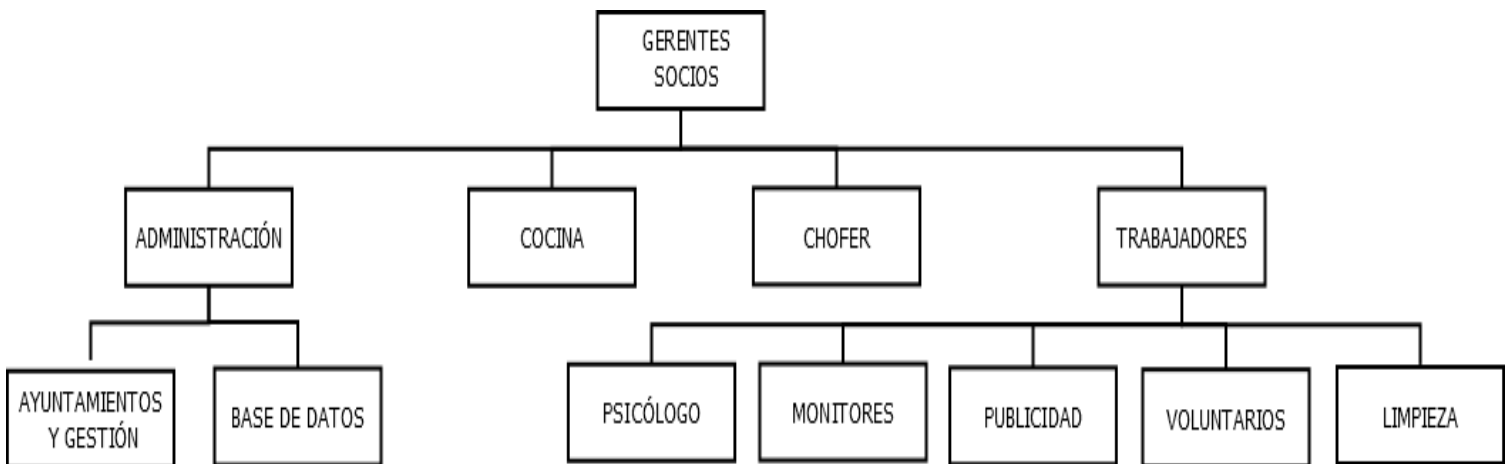 GERENTES
SOCIOS
ADMINISTRACIÓN
COCINA
CHOFER
TRABAJADORES
AYUNTAMIENTOS
Y GESTIÓN
BASE DE DATOS
PSICÓLOGO
MONITORES
PUBLICIDAD
VOLUNTARIOS
LIMPIEZA